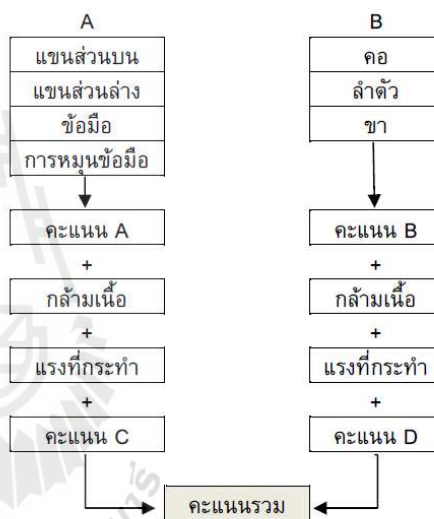 A
แขนส่วนบน
แขนส่วนล่าง
ข้อมือ
การหมุนข้อมือ
คะแนน A
+
กล้ามเนื้อ
+
แรงที่กระทำ
+
คะแนน C
B
คอ
ลำตัว
ขา
คะแนน B
+
กล้ามเนื้อ
+
แรงที่กระทำ
+
คะแนน D
คะแนนรวม